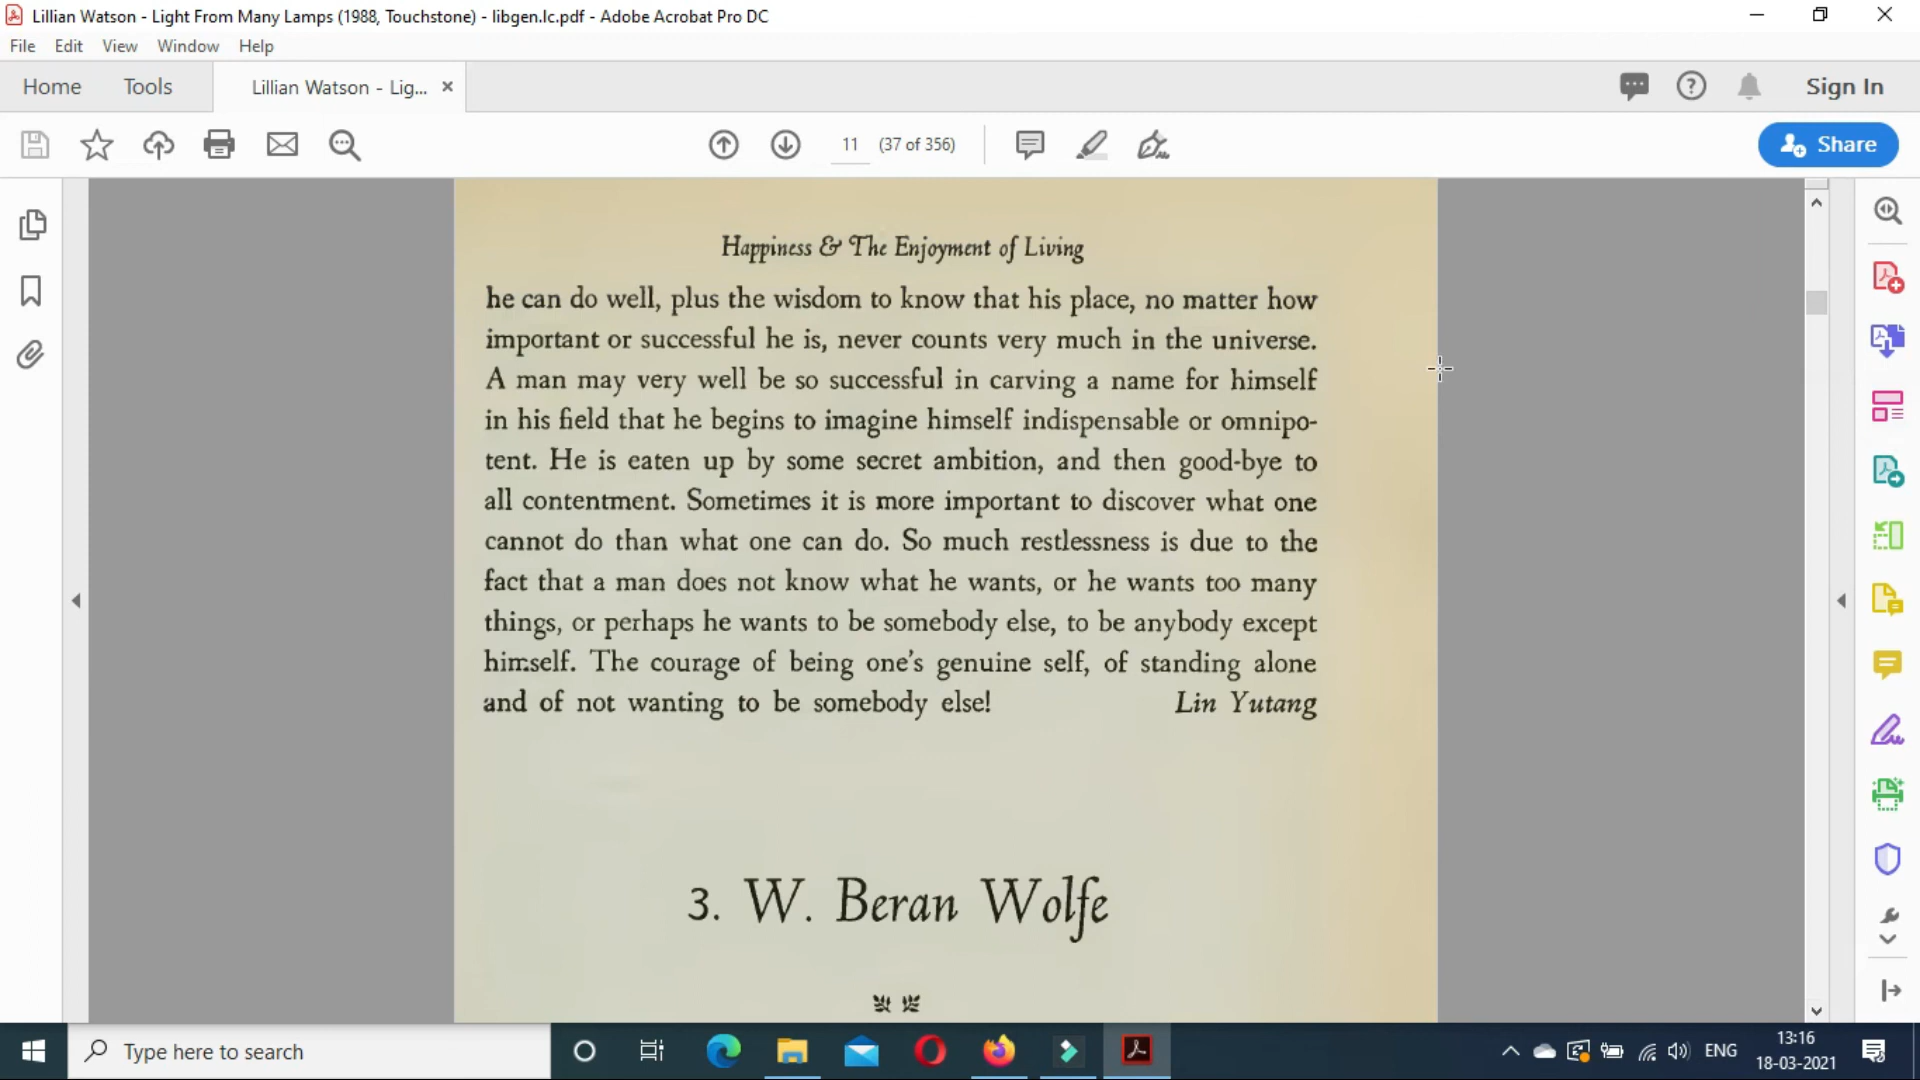 Lillian Watson - Light From Many Lamps (1988, Touchstone) - libgen.lc.pdf - Adobe Acrobat Pro DC
File Edit View Window Help
Home Tools Lillian Watson - Lig... Sign In
11 (37 of 356) Share
Happiness & The Enjoyment of Living
he can do well, plus the wisdom to know that his place, no matter how
important or successful he is, never counts very much in the universe.
A man may very well be so successful in carving a name for himself
in his field that he begins to imagine himself indispensable or omnipo-
tent. He is eaten up by some secret ambition, and then good-bye to
all contentment. Sometimes it is more important to discover what one
cannot do than what one can do. So much restlessness is due to the
fact that a man does not know what he wants, or he wants too many
things, or perhaps he wants to be somebody else, to be anybody except
himself. The courage of being one's genuine self, of standing alone
and of not wanting to be somebody else! Lin Yutang
3. W. Beran Wolfe
Type here to search
ENG
13:16
18-03-2021